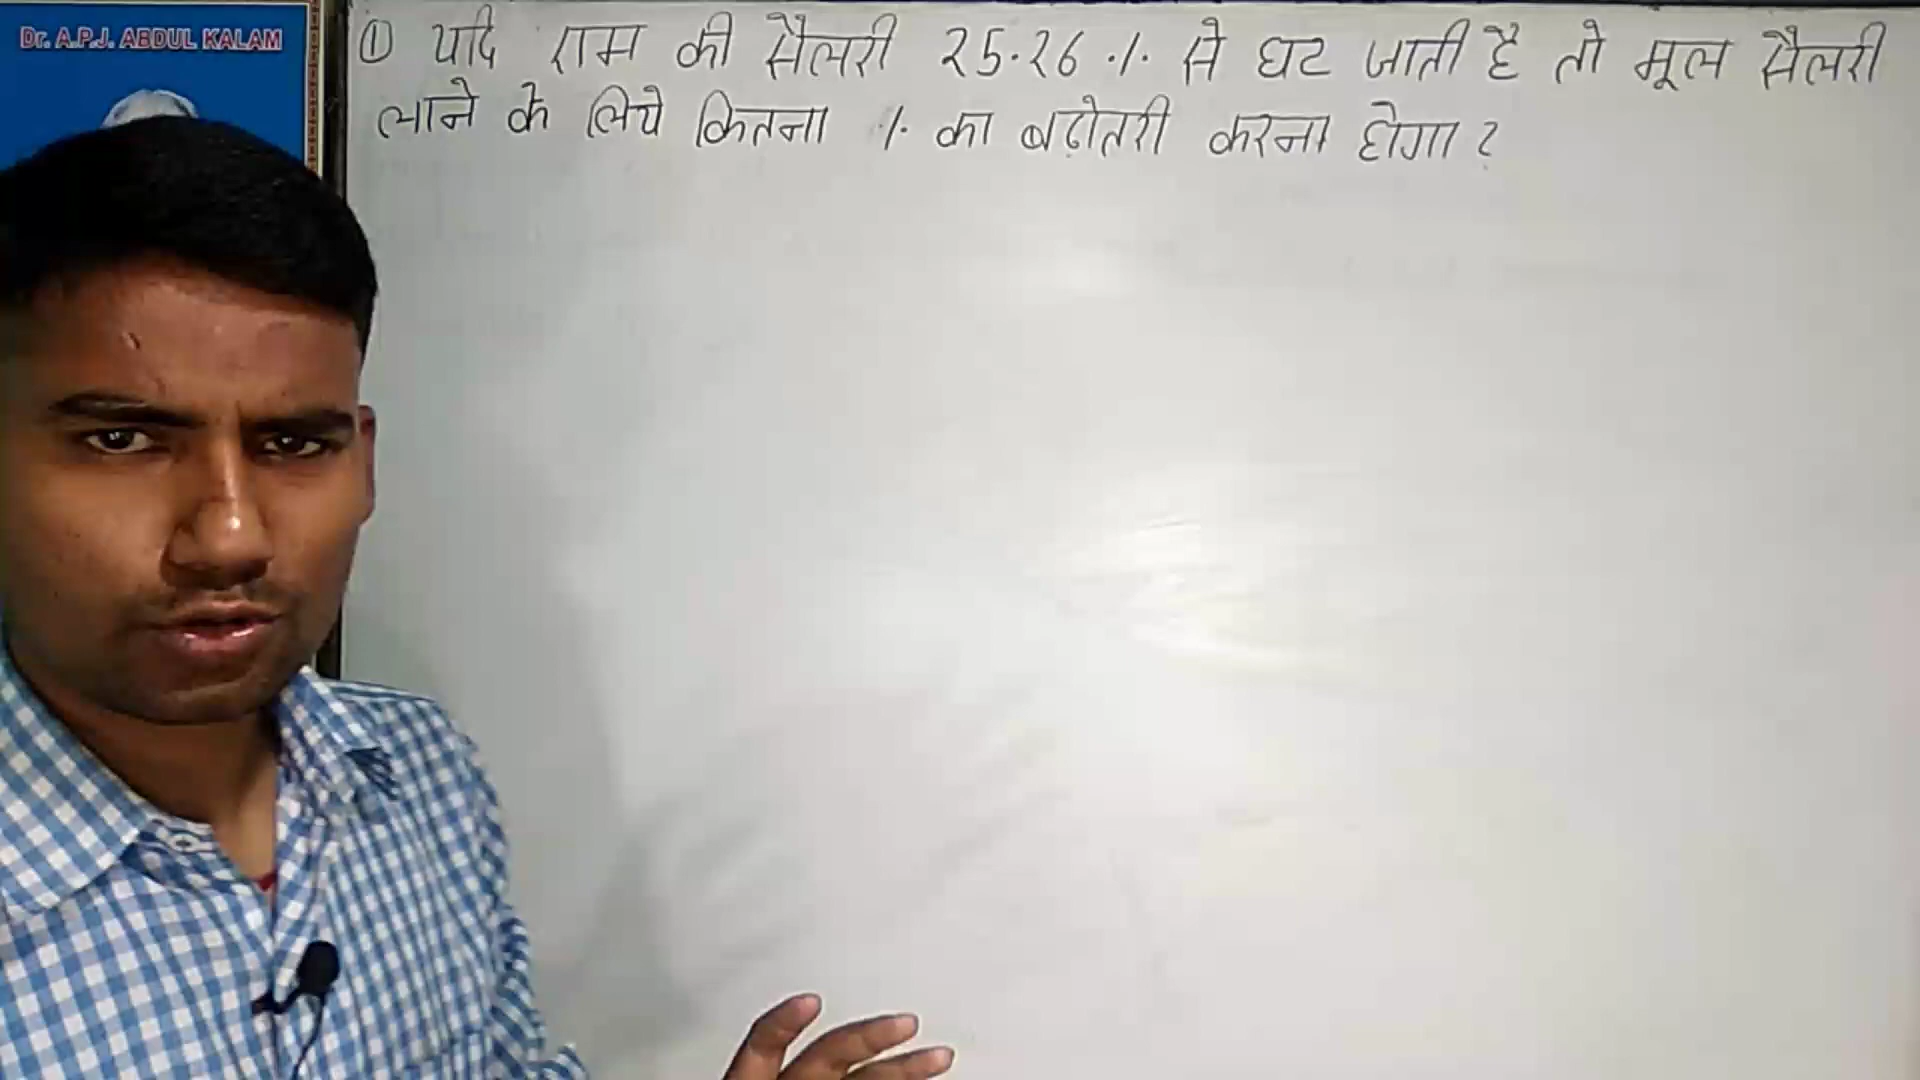 Dr. A.P.J. ABDUL KALAM
① यदि राम की सैलरी 25.26 % से घट जाती है तो मूल सैलरी
लाने के लिये कितना % का बढ़ोतरी करना होगा ?